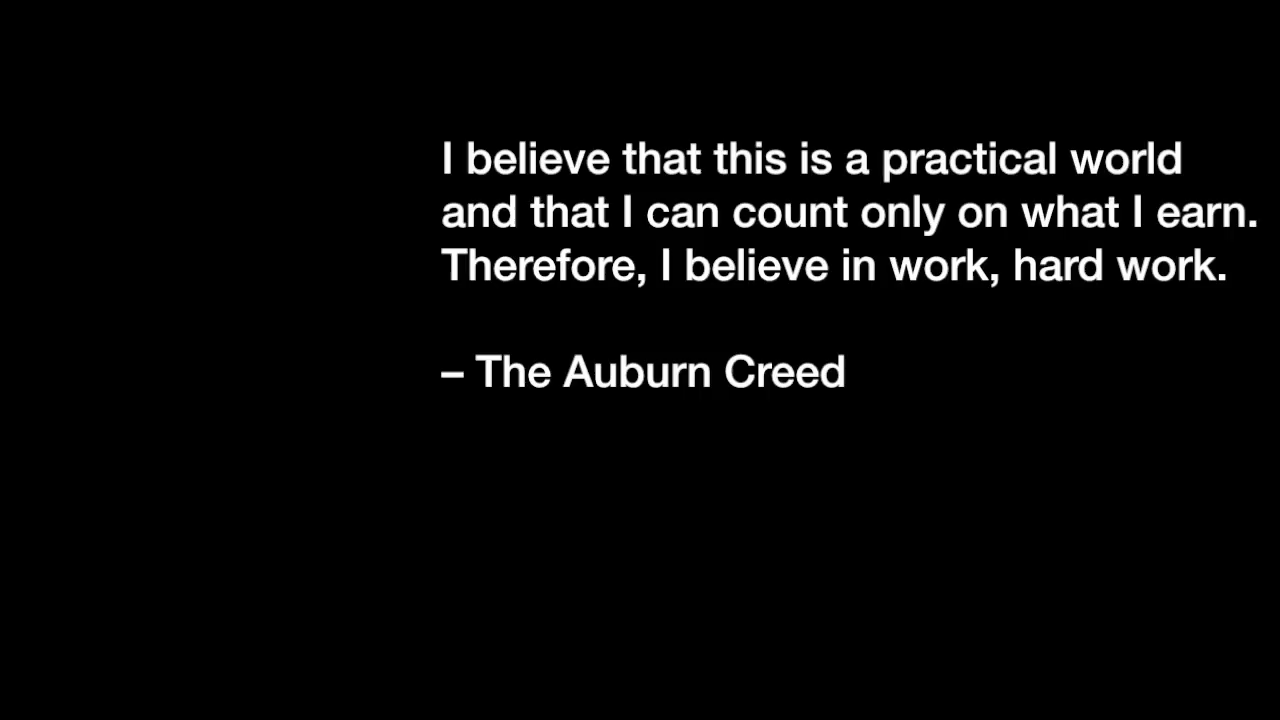 I believe that this is a practical world
and that I can count only on what I earn.
Therefore, I believe in work, hard work.
– The Auburn Creed